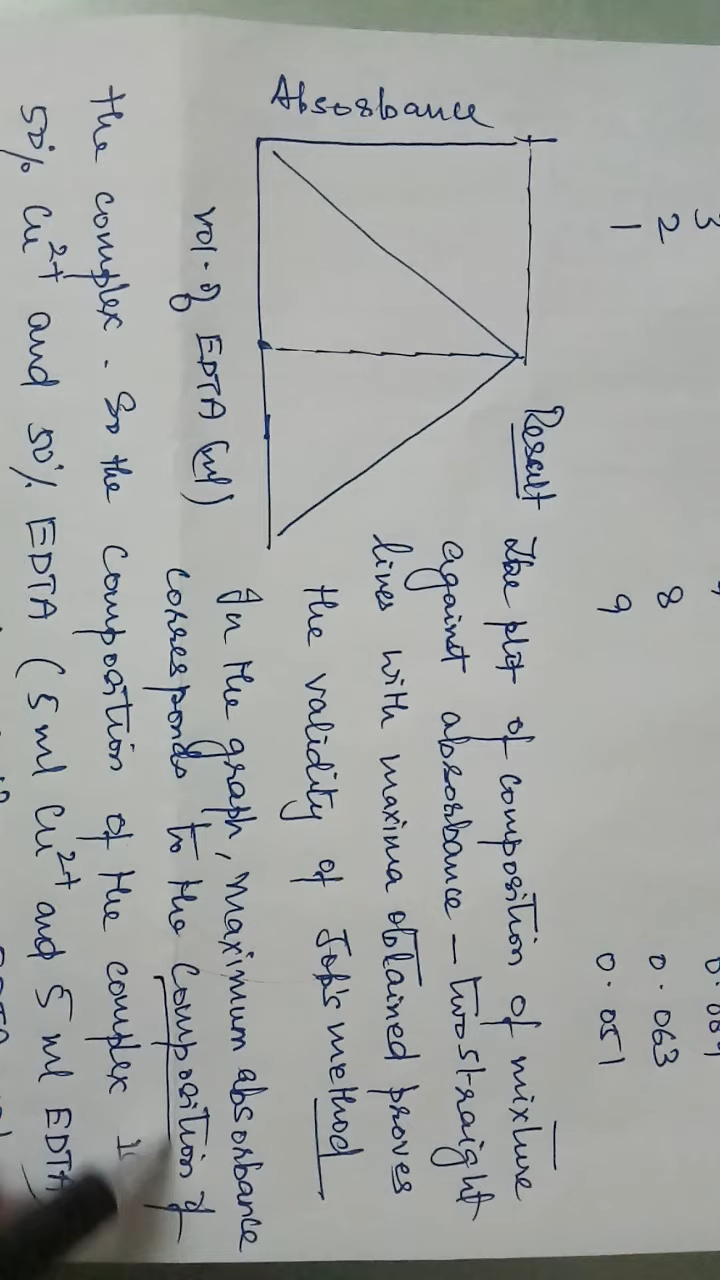 3
2 8 0.063
1 9 0.051
Absorbance
vol. of EDTA (ml)
Result
The plot of composition of mixture
against absorbance - two straight
lines with maxima obtained proves
the validity of Job's method
In the graph, maximum absorbance
corresponds to the composition of
the complex. So the composition of the complex
50% Cu2+ and 50% EDTA (5 ml Cu2+ and 5 ml EDTA